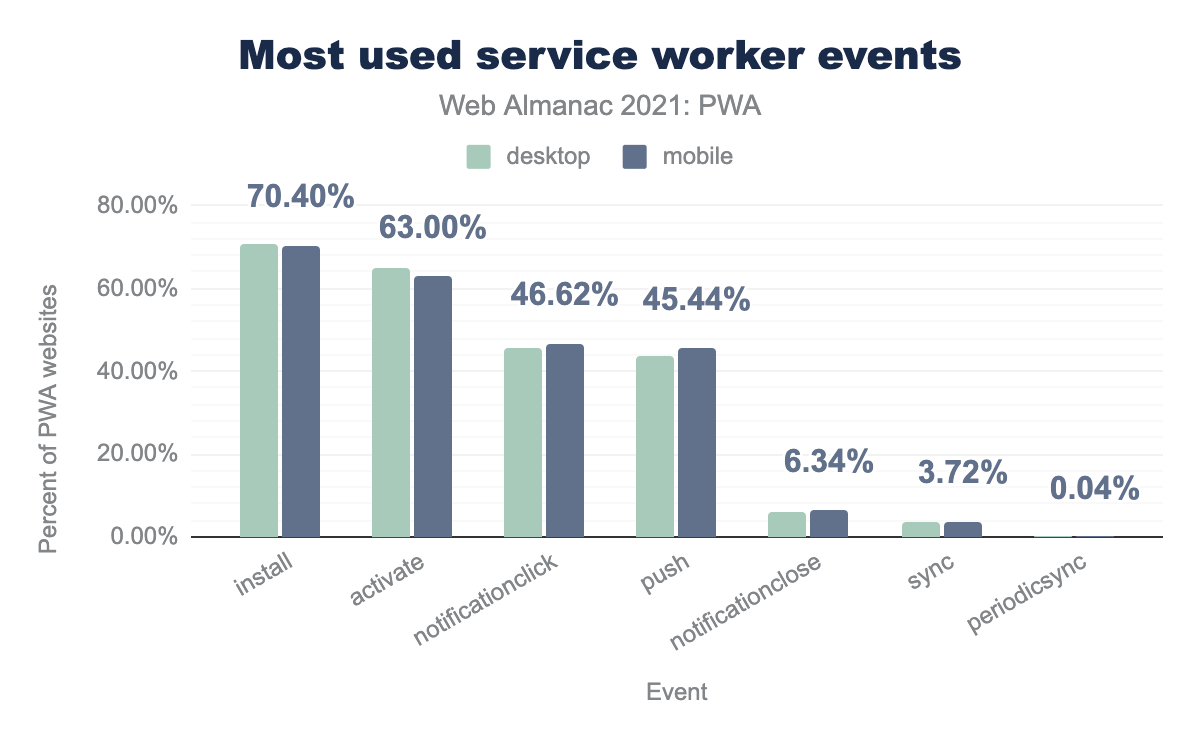 Most used service worker events
Web Almanac 2021: PWA
desktop mobile
70.40%
63.00%
46.62%
45.44%
6.34%
3.72%
0.04%
80.00%
60.00%
40.00%
20.00%
0.00%
Percent of PWA websites
install
activate
notificationclick
push
notificationclose
sync
periodicsync
Event